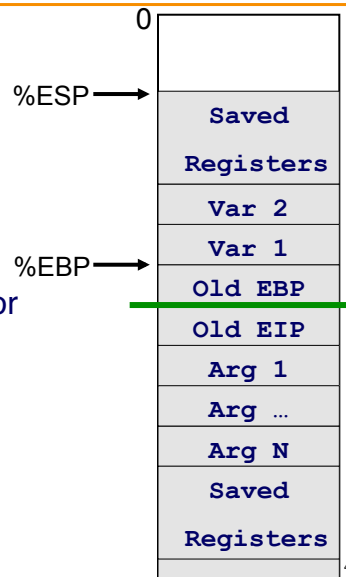 0
%ESP
Saved
Registers
Var 2
Var 1
%EBP
Old EBP
or
Old EIP
Arg 1
Arg …
Arg N
Saved
Registers